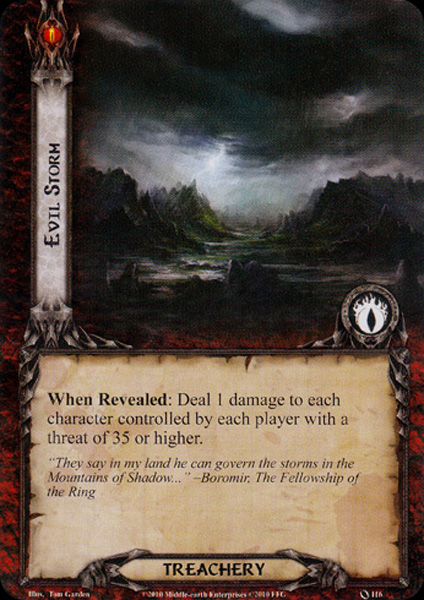 EVIL STORM
When Revealed: Deal 1 damage to each
character controlled by each player with a
threat of 35 or higher.
“They say in my land he can govern the storms in the
Mountains of Shadow...” –Boromir, The Fellowship of
the Ring
TREACHERY
Illus. Tom Garden ©2010 Middle-earth Enterprises ©2010 FFG 116